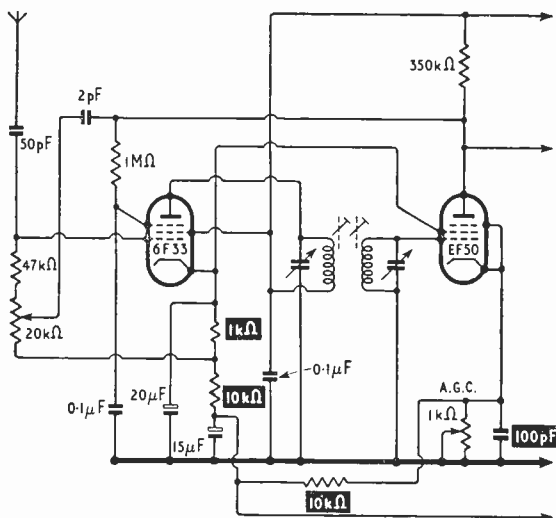 350kΩ
2pF
50pF
1MΩ
6F33
EF50
47kΩ
20kΩ
1kΩ
0·1μF
A.G.C.
20μF
10kΩ
1kΩ
0·1μF
100pF
15μF
10kΩ